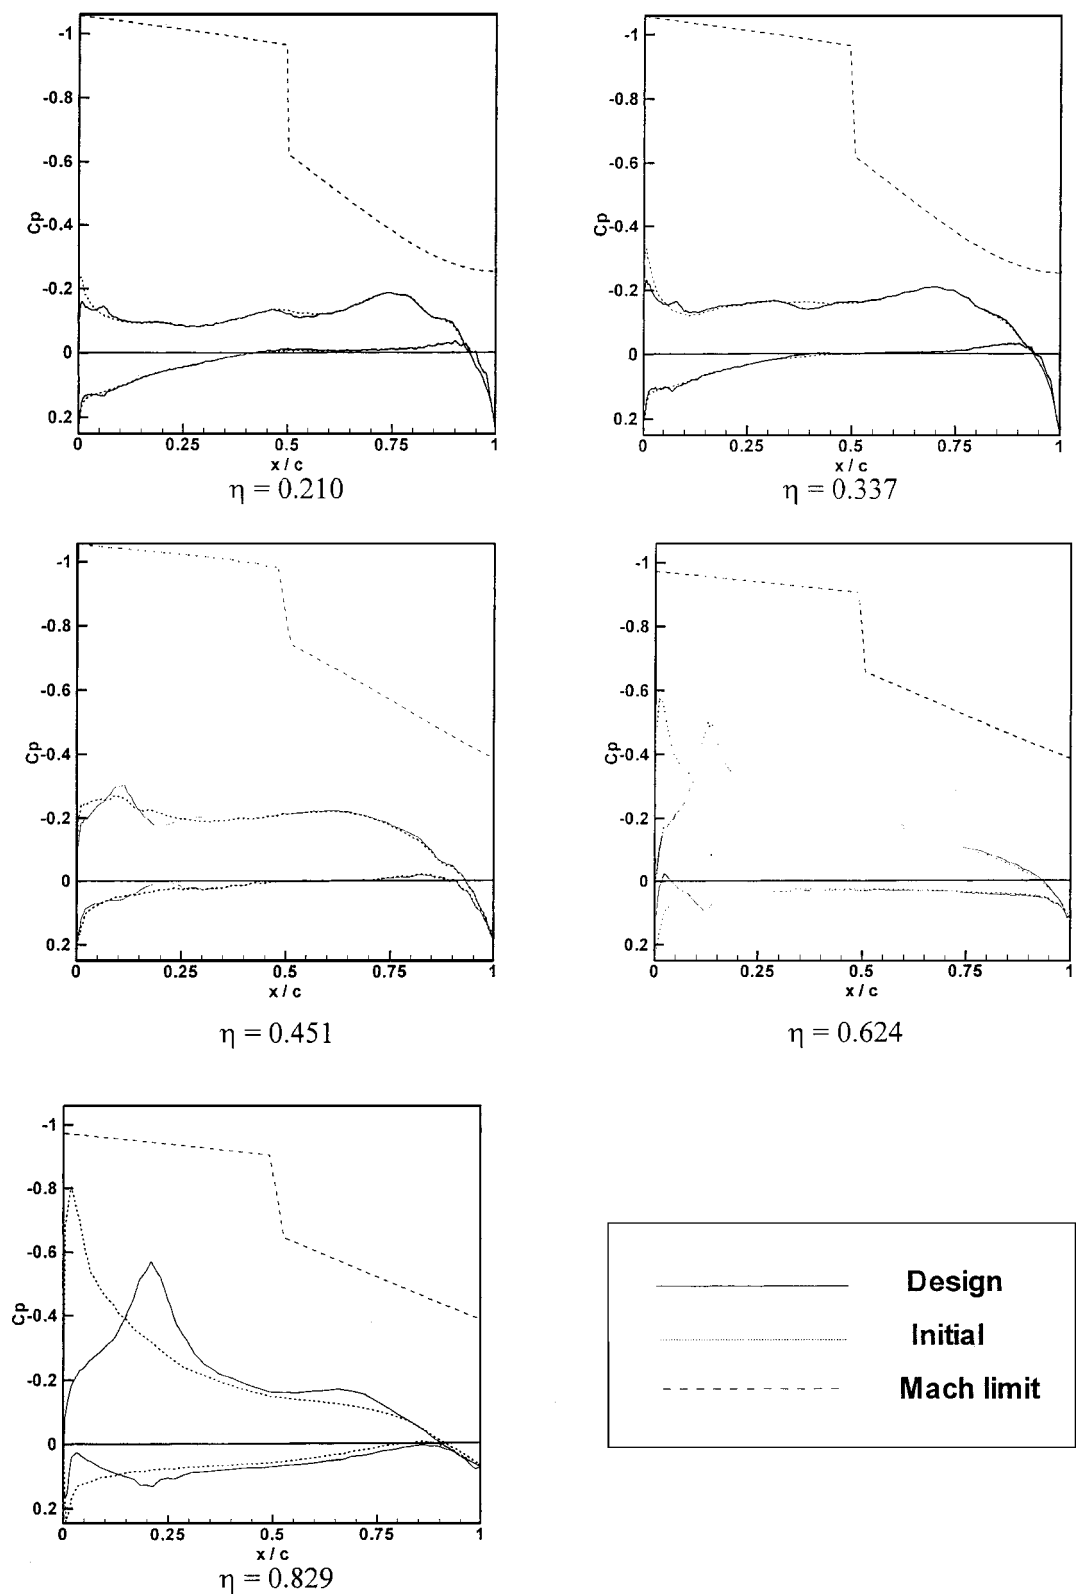 -1
-0.8
-0.6
-0.4
-0.2
0
0.2
Cp
0 0.25 0.5 0.75 1
x / c
η = 0.210
-1
-0.8
-0.6
-0.4
-0.2
0
0.2
Cp
0 0.25 0.5 0.75 1
x / c
η = 0.337
-1
-0.8
-0.6
-0.4
-0.2
0
0.2
Cp
0 0.25 0.5 0.75 1
x / c
η = 0.451
-1
-0.8
-0.6
-0.4
-0.2
0
0.2
Cp
0 0.25 0.5 0.75 1
x / c
η = 0.624
-1
-0.8
-0.6
-0.4
-0.2
0
0.2
Cp
0 0.25 0.5 0.75 1
x / c
η = 0.829
Design
Initial
Mach limit